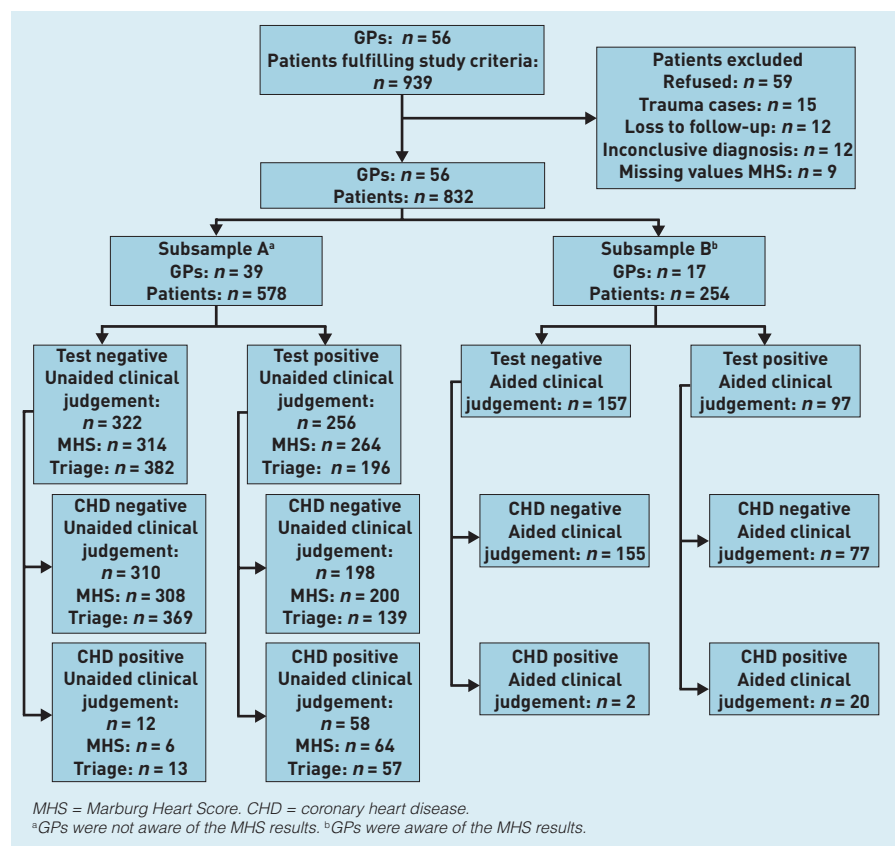 GPs: n = 56
Patients fulfilling study criteria:
n = 939
Patients excluded
Refused: n = 59
Trauma cases: n = 15
Loss to follow-up: n = 12
Inconclusive diagnosis: n = 12
Missing values MHS: n = 9
GPs: n = 56
Patients: n = 832
Subsample Aᵃ
GPs: n = 39
Patients: n = 578
Subsample Bᵇ
GPs: n = 17
Patients: n = 254
Test negative
Unaided clinical
judgement:
n = 322
MHS: n = 314
Triage: n = 382
Test positive
Unaided clinical
judgement:
n = 256
MHS: n = 264
Triage: n = 196
Test negative
Aided clinical
judgement: n = 157
Test positive
Aided clinical
judgement: n = 97
CHD negative
Unaided clinical
judgement:
n = 310
MHS: n = 308
Triage: n = 369
CHD negative
Unaided clinical
judgement:
n = 198
MHS: n = 200
Triage: n = 139
CHD negative
Aided clinical
judgement: n = 155
CHD negative
Aided clinical
judgement: n = 77
CHD positive
Unaided clinical
judgement:
n = 12
MHS: n = 6
Triage: n = 13
CHD positive
Unaided clinical
judgement:
n = 58
MHS: n = 64
Triage: n = 57
CHD positive
Aided clinical
judgement: n = 2
CHD positive
Aided clinical
judgement: n = 20
MHS = Marburg Heart Score. CHD = coronary heart disease.
ᵃGPs were not aware of the MHS results. ᵇGPs were aware of the MHS results.